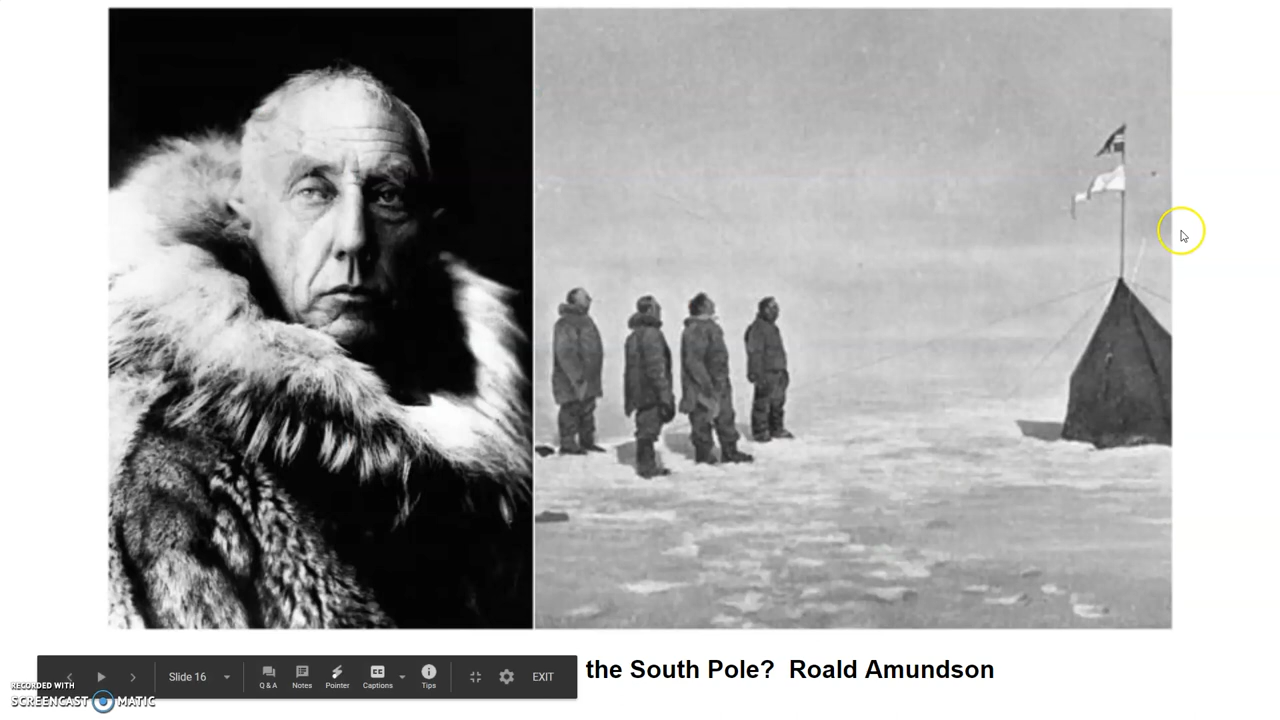 the South Pole?  Roald Amundson
Slide 16
Q & A
Notes
Pointer
Captions
Tips
EXIT
RECORDED WITH
SCREENCAST MATIC